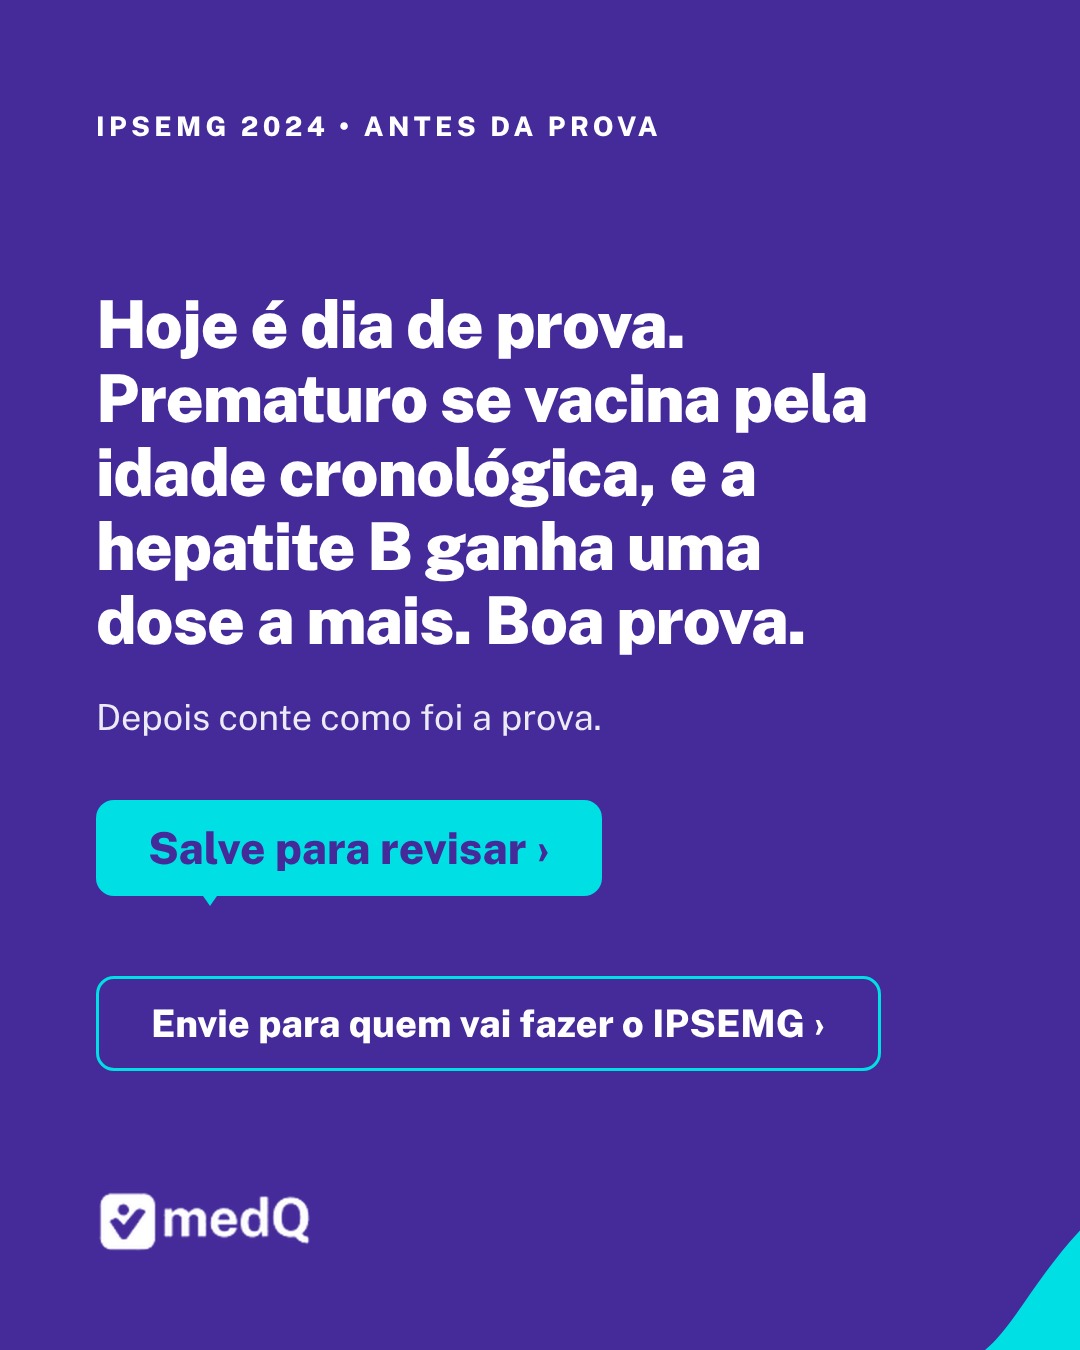 IPSEMG 2024 • ANTES DA PROVA
Hoje é dia de prova.
Prematuro se vacina pela
idade cronológica, e a
hepatite B ganha uma
dose a mais. Boa prova.
Depois conte como foi a prova.
Salve para revisar ›
Envie para quem vai fazer o IPSEMG ›
medQ